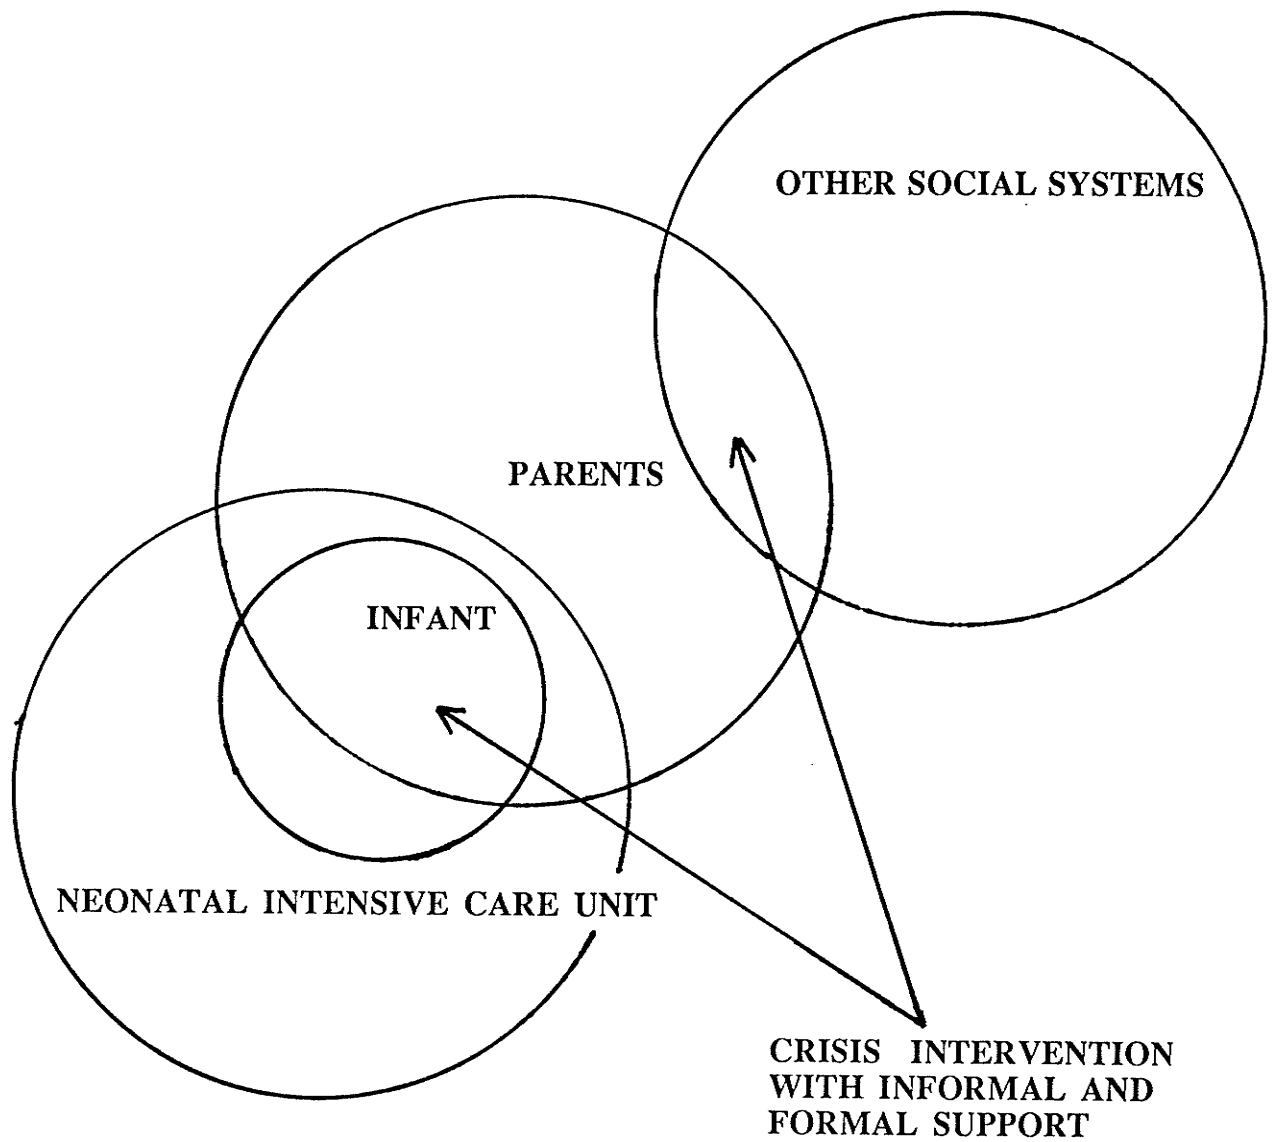 OTHER SOCIAL SYSTEMS
PARENTS
INFANT
NEONATAL INTENSIVE CARE UNIT
CRISIS INTERVENTION
WITH INFORMAL AND
FORMAL SUPPORT